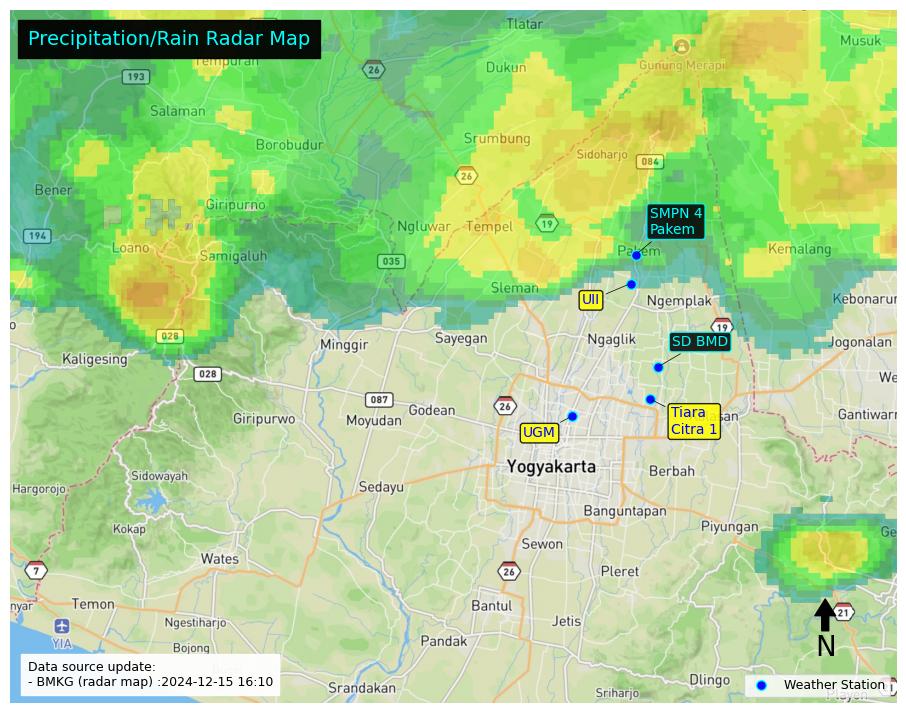 Precipitation/Rain Radar Map
Tlatar
Musuk
Tempuran
26
193
Dukun
Gunung Merapi
Salaman
Borobudur
Srumbung
Sidoharjo
084
26
Bener
Giripurno
SMPN 4
Pakem
194
Loano
Samigaluh
Ngluwar
Tempel
19
Pakem
Kemalang
035
Sleman
UII
Ngemplak
Kebonarun
028
19
Kaligesing
Minggir
Sayegan
Ngaglik
SD BMD
Jogonalan
028
087
Godean
26
Tiara
Citra 1
Giripurwo
Moyudan
UGM
Gantiwarn
Yogyakarta
Berbah
Hargorojo
Sidowayah
Sedayu
Banguntapan
Kokap
Piyungan
Sewon
Wates
7
26
Pleret
Temon
Bantul
21
Ngestiharjo
Jetis
YIA
Bojong
Pandak
N
Data source update:
- BMKG (radar map) :2024-12-15 16:10
Dlingo
Weather Station
Srandakan
Sriharjo
Playen